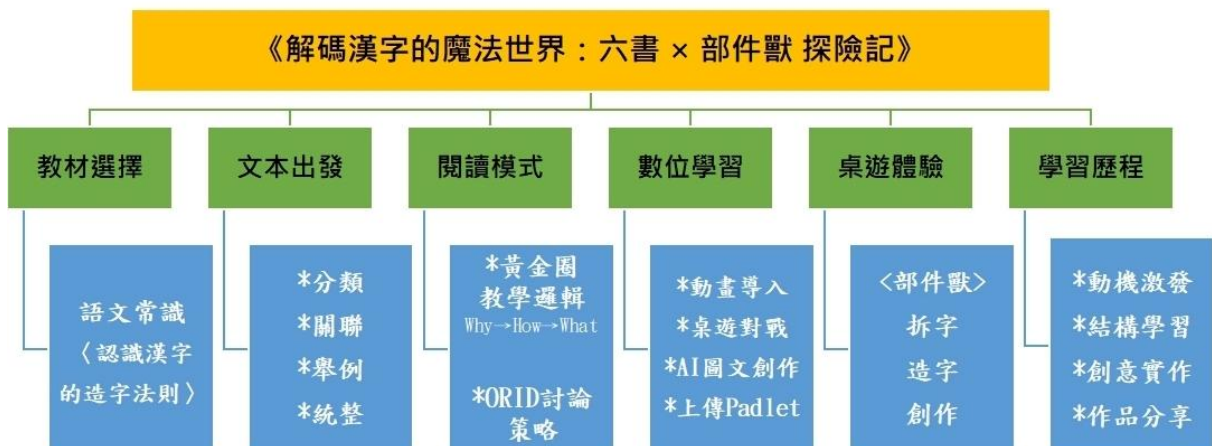 《解碼漢字的魔法世界：六書 × 部件獸 探險記》
教材選擇
文本出發
閱讀模式
數位學習
桌遊體驗
學習歷程
語文常識
〈認識漢字
的造字法則〉
*分類
*關聯
*舉例
*統整
*黃金圈
教學邏輯
Why→How→What
*ORID討論
策略
*動畫導入
*桌遊對戰
*AI圖文創作
*上傳Padlet
<部件獸>
拆字
造字
創作
*動機激發
*結構學習
*創意實作
*作品分享